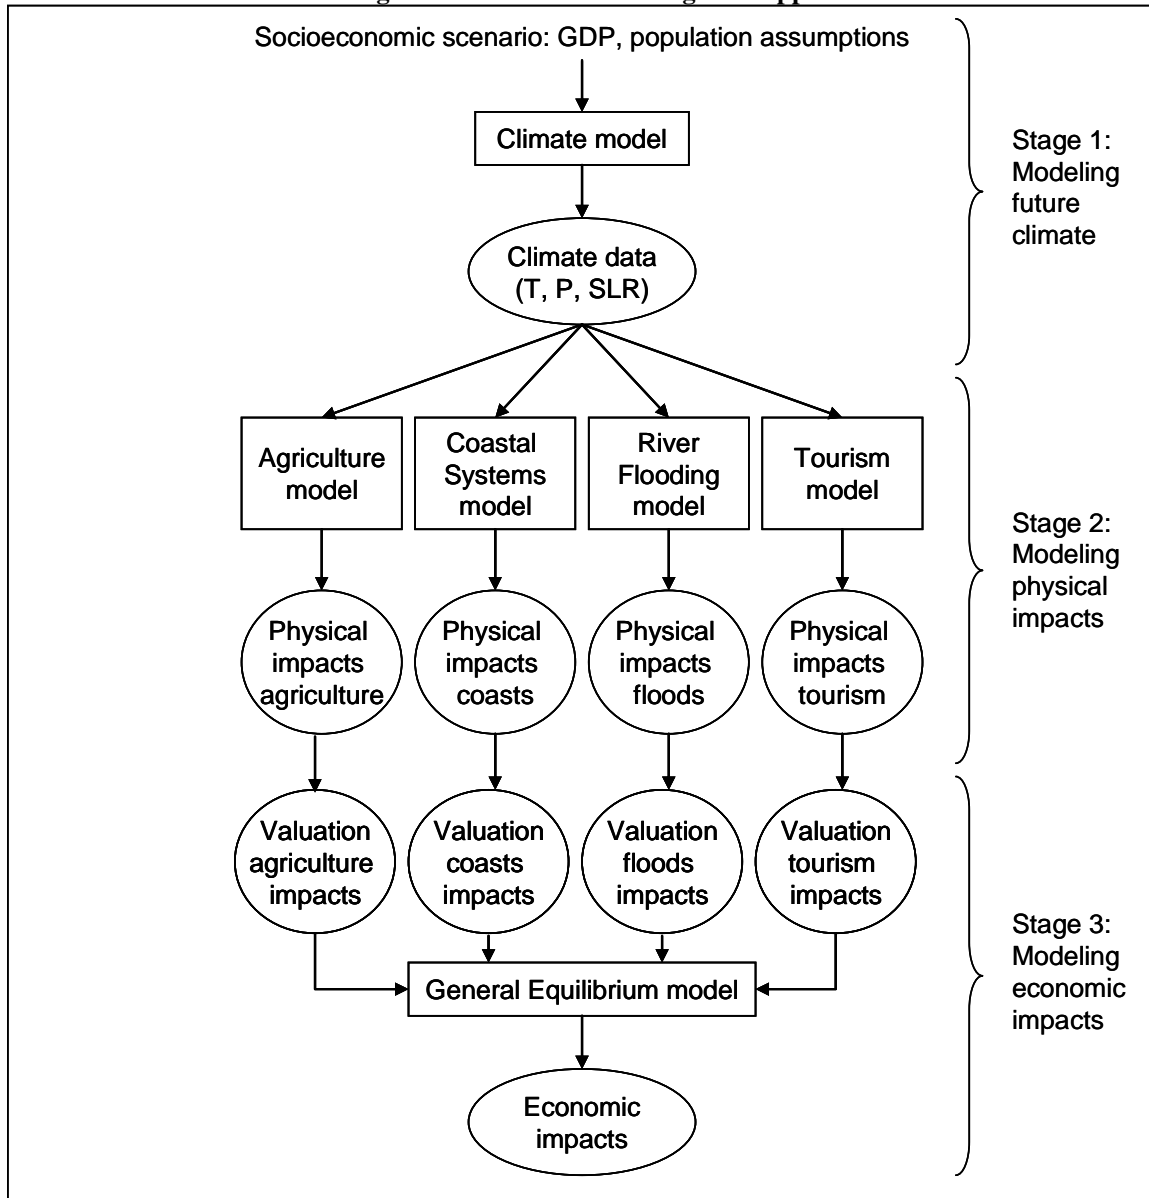 Socioeconomic scenario: GDP, population assumptions
Climate model
Climate data
(T, P, SLR)
Stage 1:
Modeling
future
climate
Agriculture
model
Coastal
Systems
model
River
Flooding
model
Tourism
model
Physical
impacts
agriculture
Physical
impacts
coasts
Physical
impacts
floods
Physical
impacts
tourism
Stage 2:
Modeling
physical
impacts
Valuation
agriculture
impacts
Valuation
coasts
impacts
Valuation
floods
impacts
Valuation
tourism
impacts
General Equilibrium model
Economic
impacts
Stage 3:
Modeling
economic
impacts